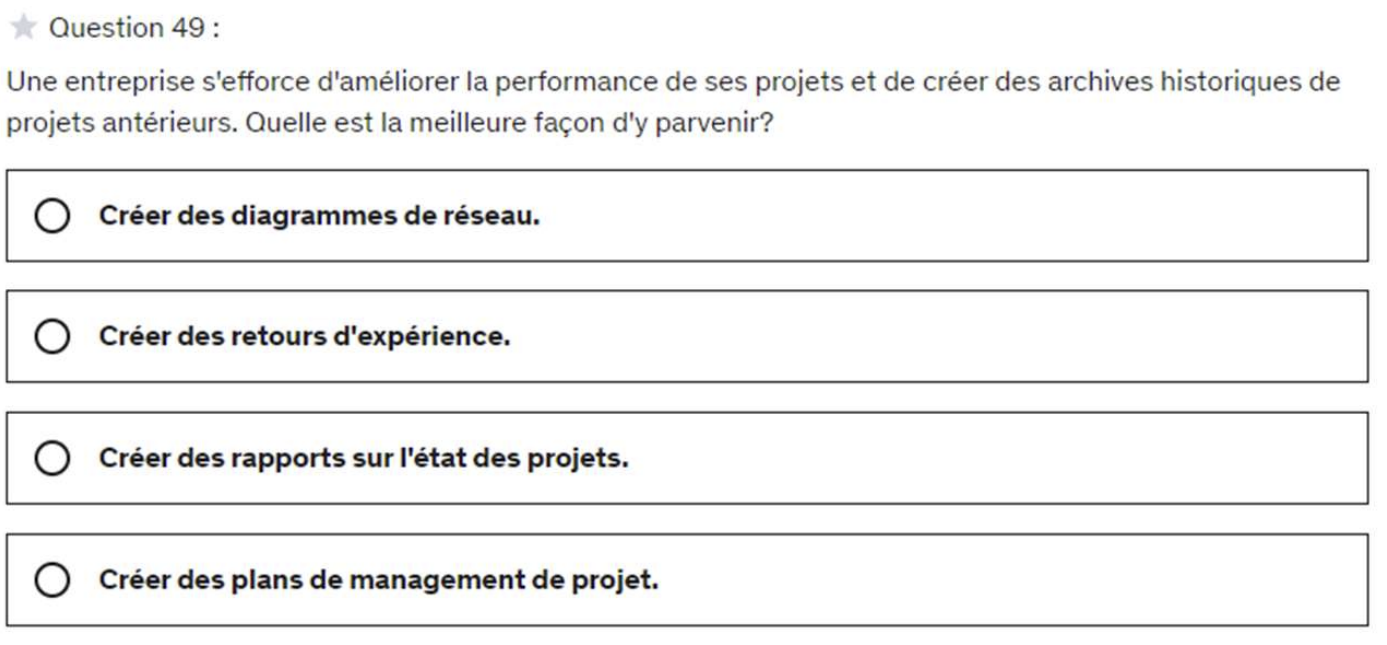 Question 49 :
Une entreprise s'efforce d'améliorer la performance de ses projets et de créer des archives historiques de
projets antérieurs. Quelle est la meilleure façon d'y parvenir?
Créer des diagrammes de réseau.
Créer des retours d'expérience.
Créer des rapports sur l'état des projets.
Créer des plans de management de projet.